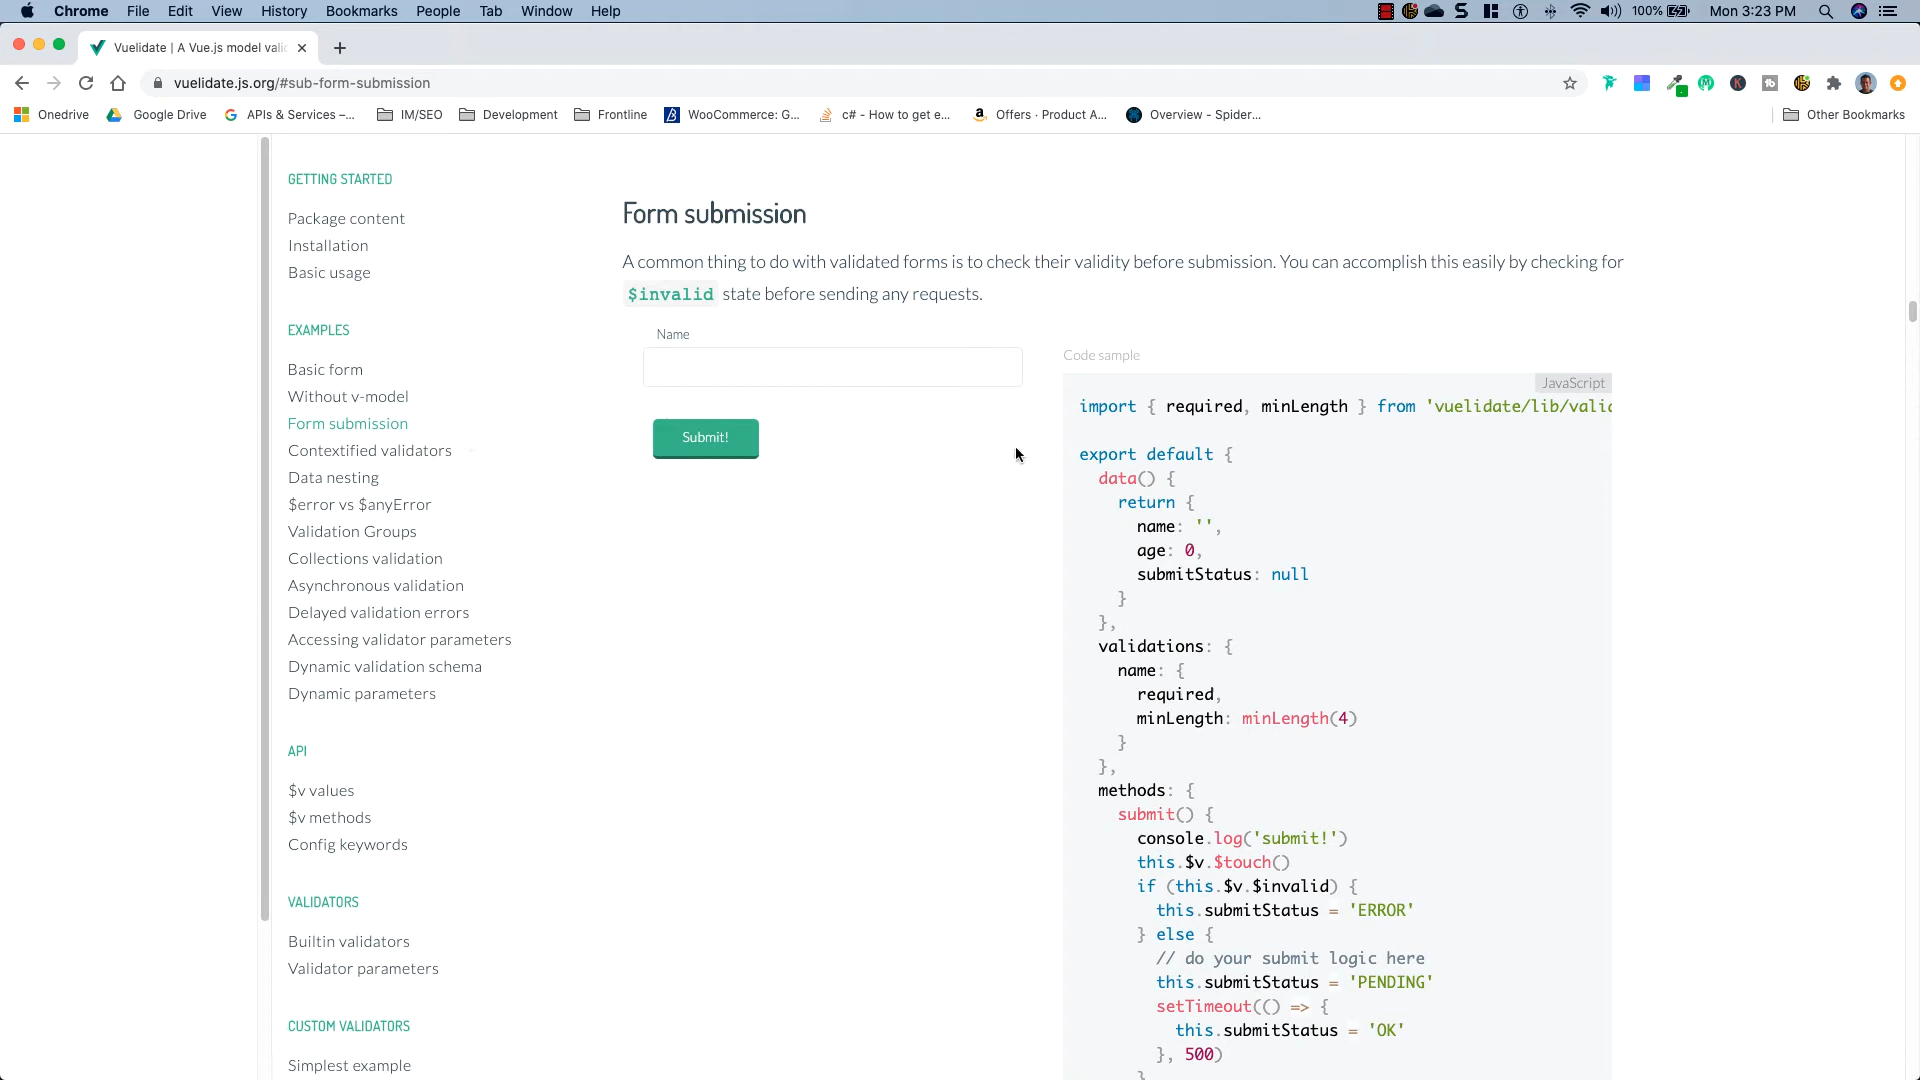 Chrome File Edit View History Bookmarks People Tab Window Help
100% Mon 3:23 PM
Vuelidate | A Vue.js model valid
vuelidate.js.org/#sub-form-submission
Onedrive Google Drive APIs & Services –... IM/SEO Development Frontline WooCommerce: G... c# - How to get e... Offers · Product A... Overview - Spider... Other Bookmarks
GETTING STARTED
Package content
Installation
Basic usage
EXAMPLES
Basic form
Without v-model
Form submission
Contextified validators
Data nesting
$error vs $anyError
Validation Groups
Collections validation
Asynchronous validation
Delayed validation errors
Accessing validator parameters
Dynamic validation schema
Dynamic parameters
API
$v values
$v methods
Config keywords
VALIDATORS
Builtin validators
Validator parameters
CUSTOM VALIDATORS
Simplest example
Form submission
A common thing to do with validated forms is to check their validity before submission. You can accomplish this easily by checking for
$invalid state before sending any requests.
Name
Submit!
Code sample
JavaScript
import { required, minLength } from 'vuelidate/lib/valid
export default {
data() {
return {
name: '',
age: 0,
submitStatus: null
}
},
validations: {
name: {
required,
minLength: minLength(4)
}
},
methods: {
submit() {
console.log('submit!')
this.$v.$touch()
if (this.$v.$invalid) {
this.submitStatus = 'ERROR'
} else {
// do your submit logic here
this.submitStatus = 'PENDING'
setTimeout(() => {
this.submitStatus = 'OK'
}, 500)
}